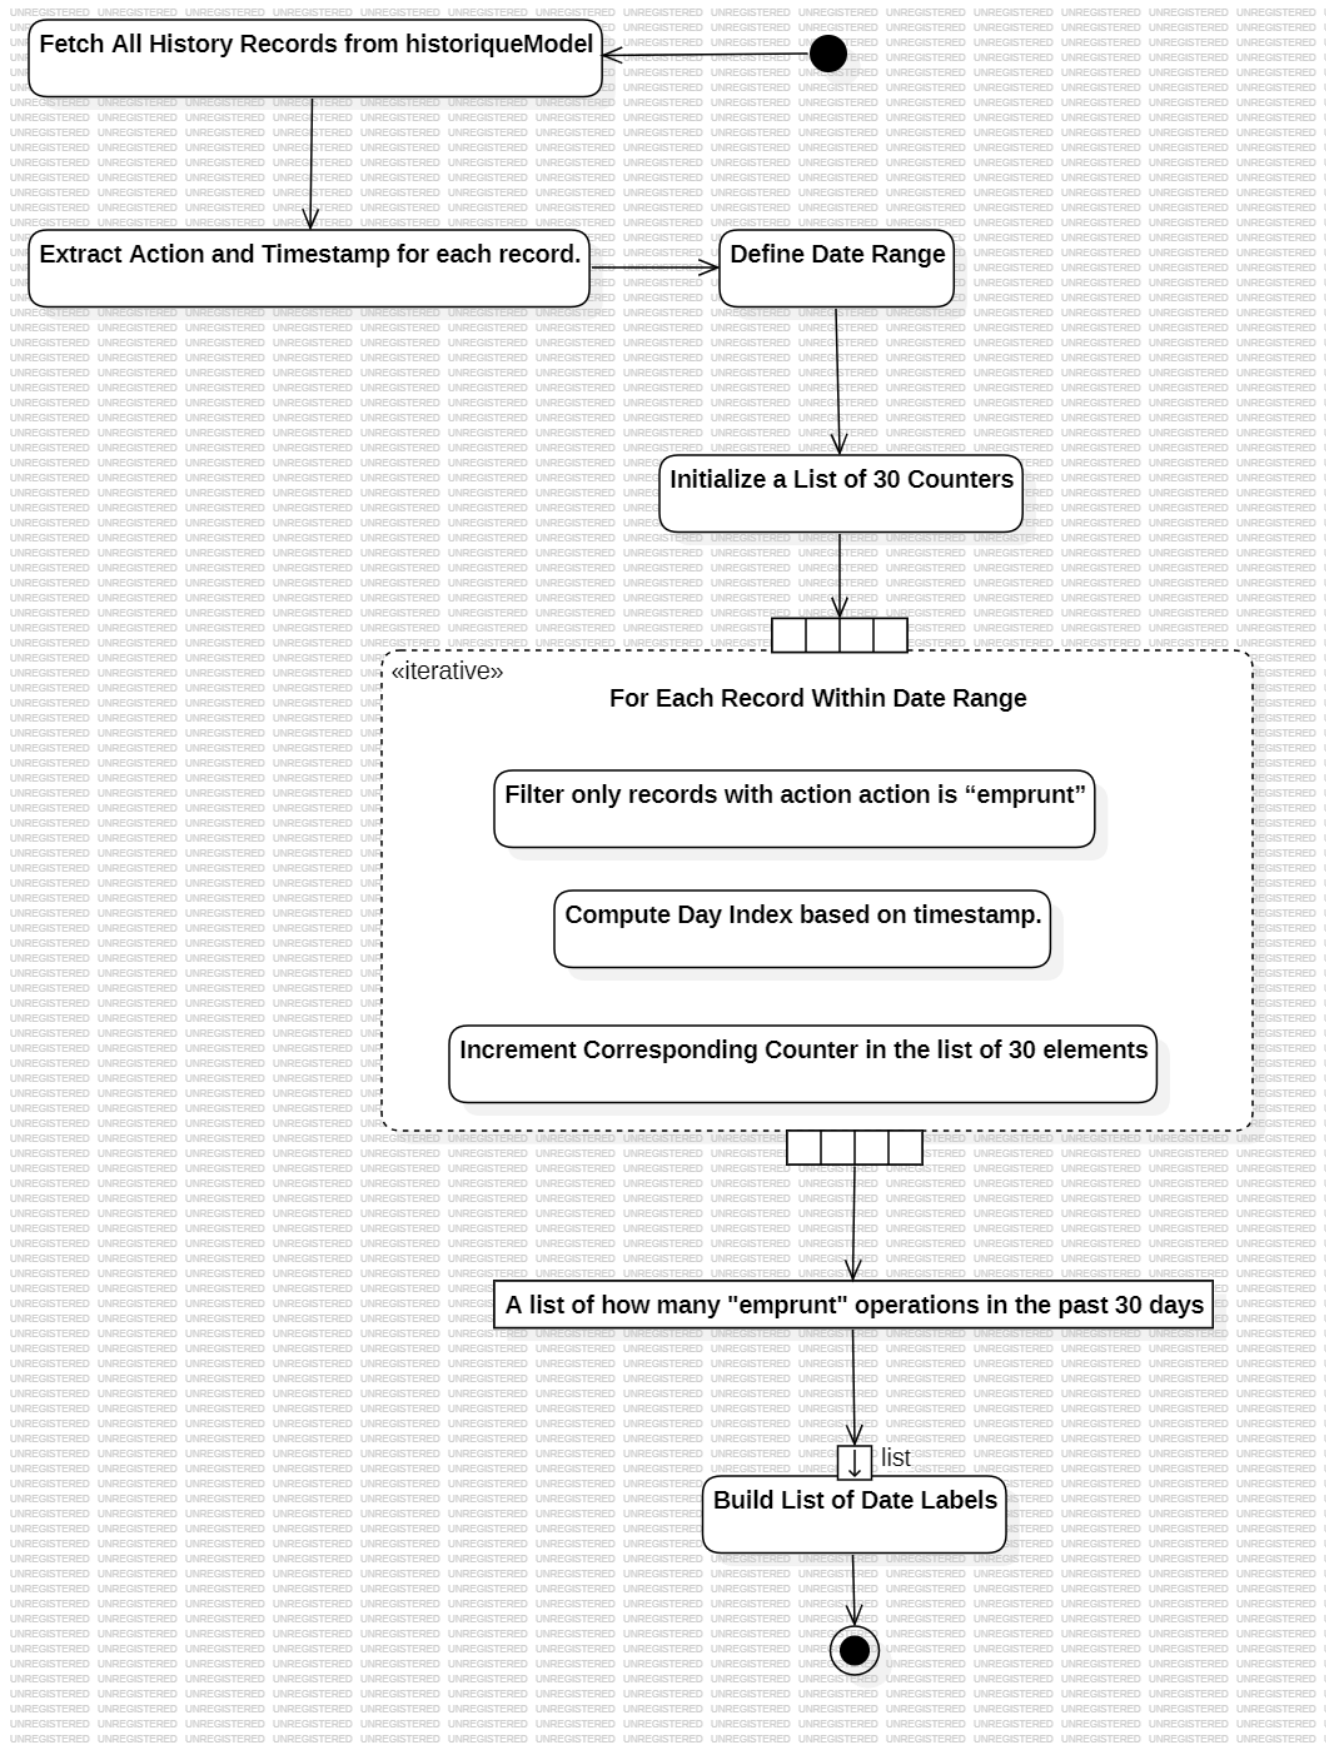 Fetch All History Records from historiqueModel
Extract Action and Timestamp for each record.
Define Date Range
Initialize a List of 30 Counters
«iterative»
For Each Record Within Date Range
Filter only records with action action is “emprunt”
Compute Day Index based on timestamp.
Increment Corresponding Counter in the list of 30 elements
A list of how many "emprunt" operations in the past 30 days
list
Build List of Date Labels
UNREGISTERED